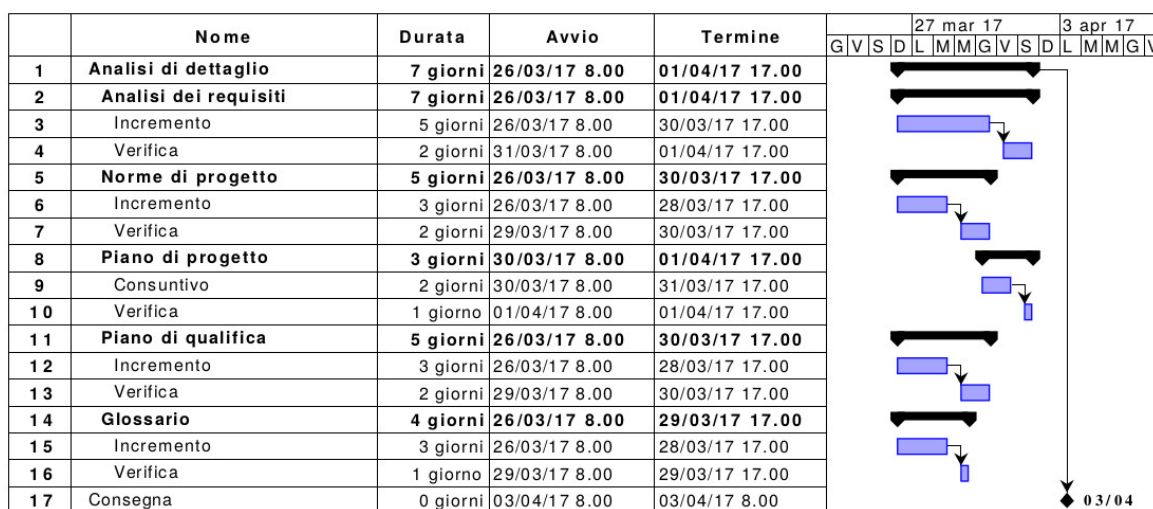 27 mar 17 3 apr 17
Nome Durata Avvio Termine G V S D L M M G V S D L M M G V
1 Analisi di dettaglio 7 giorni 26/03/17 8.00 01/04/17 17.00
2 Analisi dei requisiti 7 giorni 26/03/17 8.00 01/04/17 17.00
3 Incremento 5 giorni 26/03/17 8.00 30/03/17 17.00
4 Verifica 2 giorni 31/03/17 8.00 01/04/17 17.00
5 Norme di progetto 5 giorni 26/03/17 8.00 30/03/17 17.00
6 Incremento 3 giorni 26/03/17 8.00 28/03/17 17.00
7 Verifica 2 giorni 29/03/17 8.00 30/03/17 17.00
8 Piano di progetto 3 giorni 30/03/17 8.00 01/04/17 17.00
9 Consuntivo 2 giorni 30/03/17 8.00 31/03/17 17.00
10 Verifica 1 giorno 01/04/17 8.00 01/04/17 17.00
11 Piano di qualifica 5 giorni 26/03/17 8.00 30/03/17 17.00
12 Incremento 3 giorni 26/03/17 8.00 28/03/17 17.00
13 Verifica 2 giorni 29/03/17 8.00 30/03/17 17.00
14 Glossario 4 giorni 26/03/17 8.00 29/03/17 17.00
15 Incremento 3 giorni 26/03/17 8.00 28/03/17 17.00
16 Verifica 1 giorno 29/03/17 8.00 29/03/17 17.00
17 Consegna 0 giorni 03/04/17 8.00 03/04/17 8.00 03/04